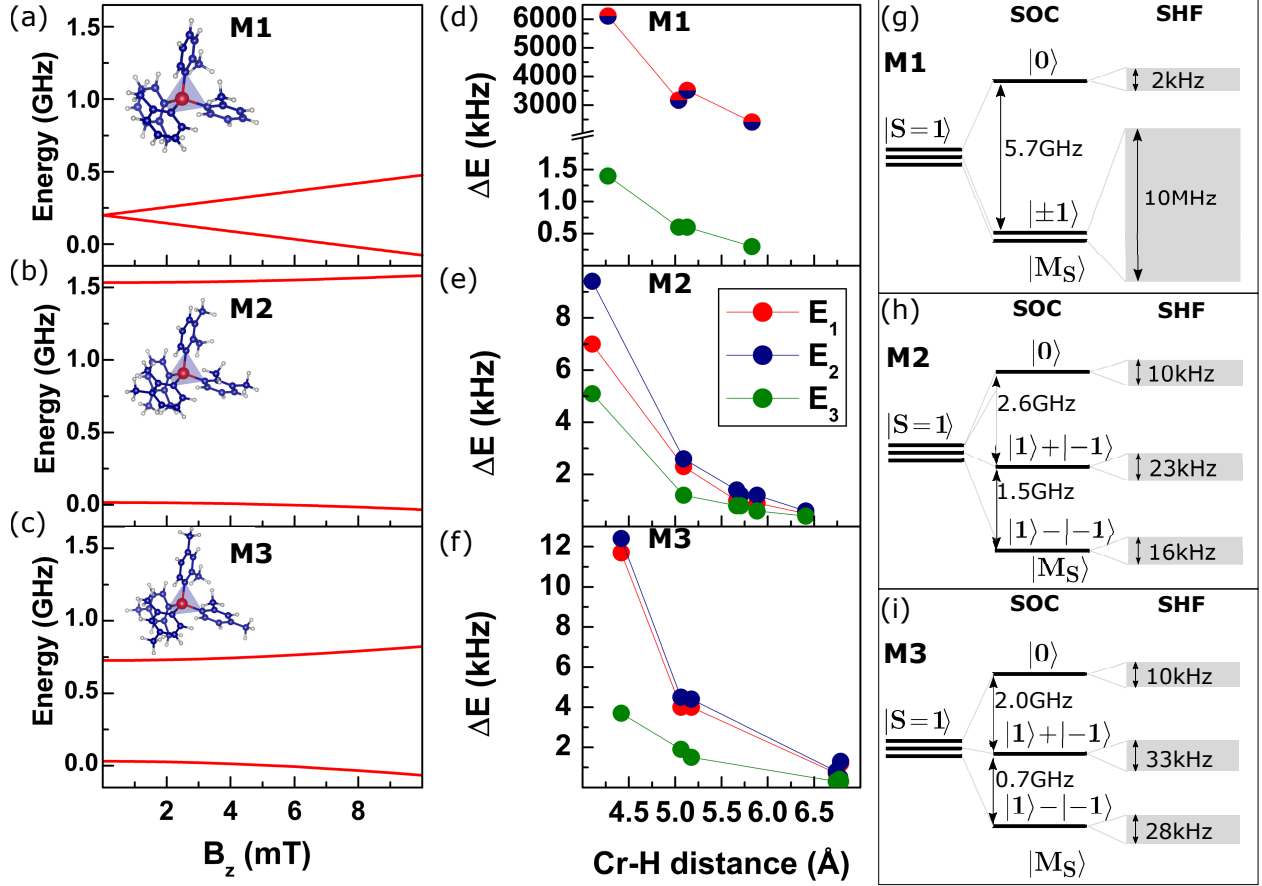 (a)
M1
Energy (GHz)
1.5
1.0
0.5
0.0
(b)
M2
Energy (GHz)
1.5
1.0
0.5
0.0
(c)
M3
Energy (GHz)
1.5
1.0
0.5
0.0
2 4 6 8
B_z (mT)
(d)
M1
ΔE (kHz)
6000
5000
4000
3000
1.5
1.0
0.5
(e)
M2
ΔE (kHz)
8
6
4
2
E_1
E_2
E_3
(f)
M3
ΔE (kHz)
12
10
8
6
4
2
4.5 5.0 5.5 6.0 6.5
Cr-H distance (Å)
(g)
SOC SHF
M1
|0⟩
2kHz
|S=1⟩
5.7GHz
10MHz
|±1⟩
|M_S⟩
(h)
SOC SHF
M2
|0⟩
10kHz
2.6GHz
|S=1⟩
|1⟩+|−1⟩
23kHz
1.5GHz
|1⟩−|−1⟩
16kHz
|M_S⟩
(i)
SOC SHF
M3
|0⟩
10kHz
2.0GHz
|S=1⟩
|1⟩+|−1⟩
33kHz
0.7GHz
|1⟩−|−1⟩
28kHz
|M_S⟩